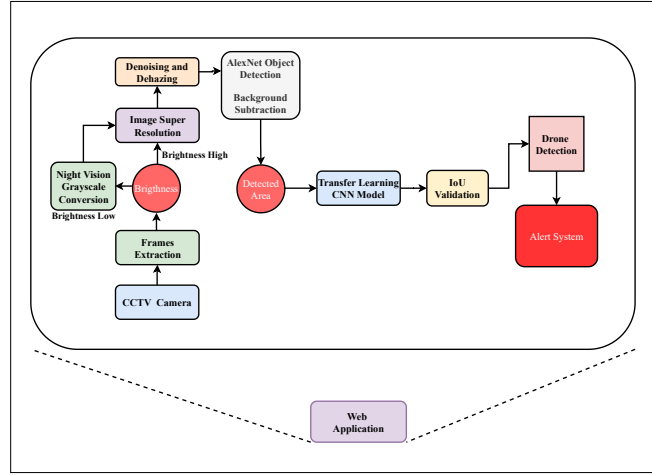 Denoising and
Dehazing
AlexNet Object
Detection
Background
Subtraction
Image Super
Resolution
Brightness High
Night Vision
Grayscale
Conversion
Brightness Low
Brigthness
Detected
Area
Transfer Learning
CNN Model
IoU
Validation
Drone
Detection
Alert System
Frames
Extraction
CCTV Camera
Web
Application